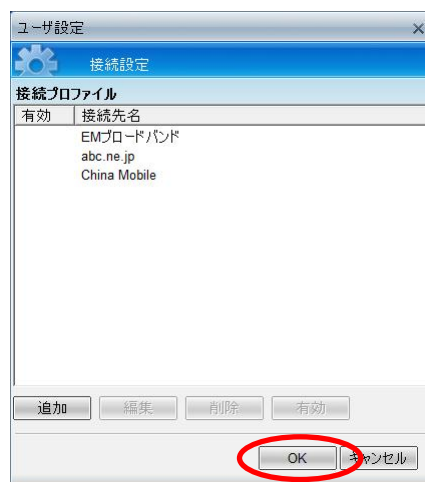 ユーザ設定
接続設定
接続プロファイル
有効 接続先名
EMブロードバンド
abc.ne.jp
China Mobile
追加 編集 削除 有効
OK キャンセル